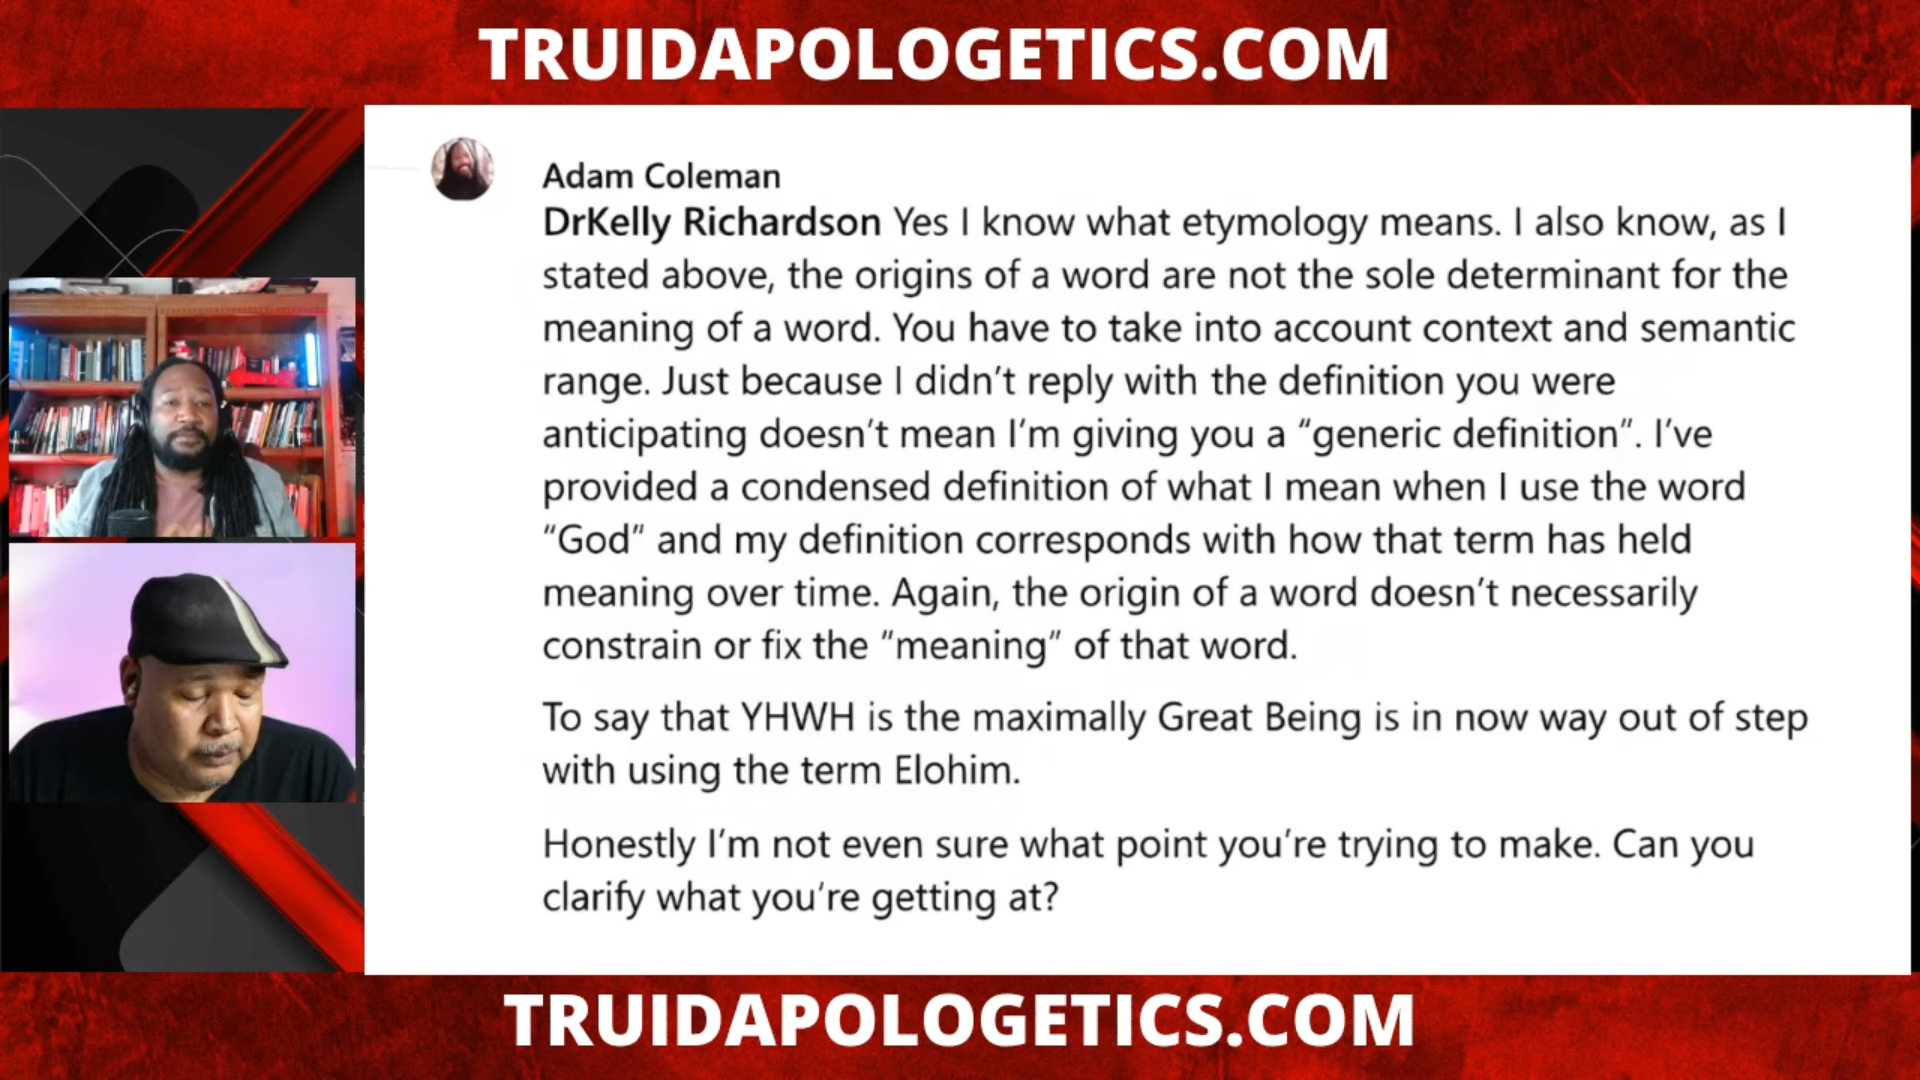 TRUIDAPOLOGETICS.COM
Adam Coleman
DrKelly Richardson Yes I know what etymology means. I also know, as I
stated above, the origins of a word are not the sole determinant for the
meaning of a word. You have to take into account context and semantic
range. Just because I didn’t reply with the definition you were
anticipating doesn’t mean I’m giving you a “generic definition”. I’ve
provided a condensed definition of what I mean when I use the word
“God” and my definition corresponds with how that term has held
meaning over time. Again, the origin of a word doesn’t necessarily
constrain or fix the “meaning” of that word.
To say that YHWH is the maximally Great Being is in now way out of step
with using the term Elohim.
Honestly I’m not even sure what point you’re trying to make. Can you
clarify what you’re getting at?
TRUIDAPOLOGETICS.COM